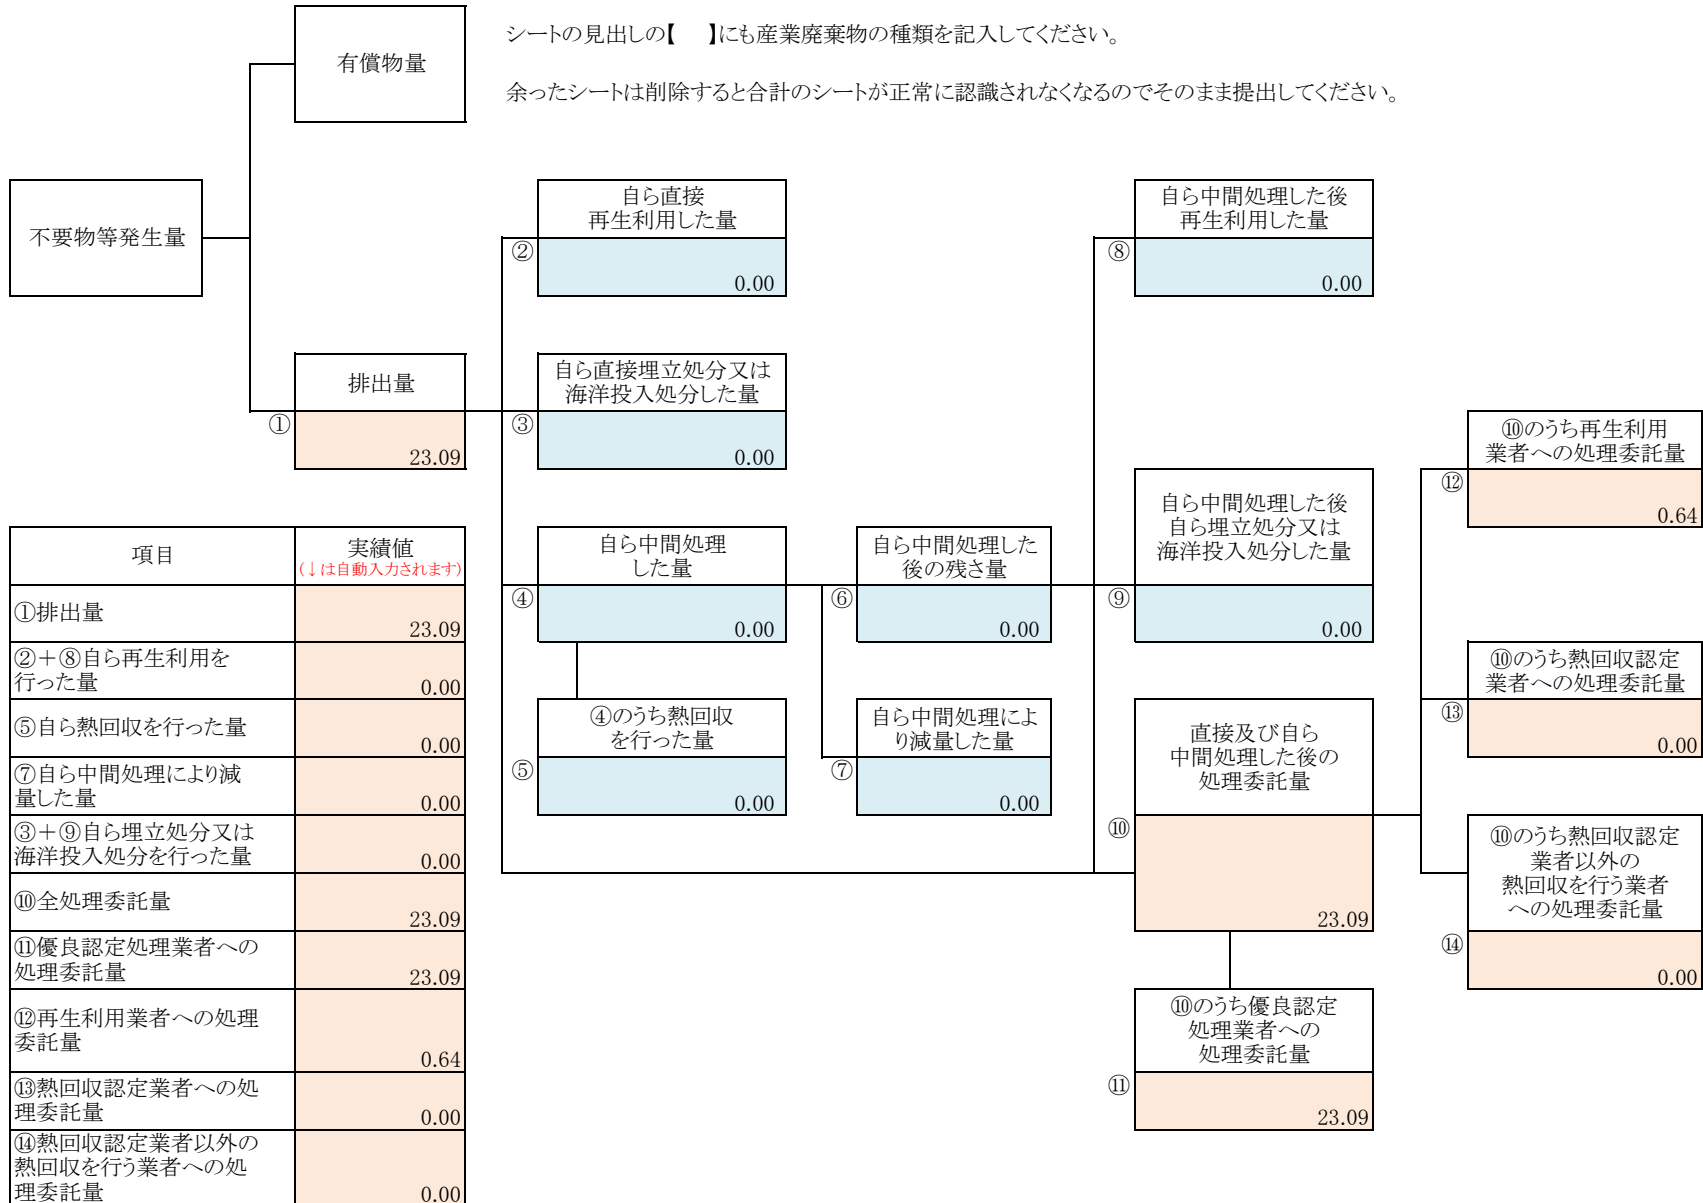 シートの見出しの【　】にも産業廃棄物の種類を記入してください。
余ったシートは削除すると合計のシートが正常に認識されなくなるのでそのまま提出してください。
有償物量
不要物等発生量
排出量
①
23.09
自ら直接
再生利用した量
②
0.00
自ら直接埋立処分又は
海洋投入処分した量
③
0.00
自ら中間処理
した量
④
0.00
④のうち熱回収
を行った量
⑤
0.00
自ら中間処理した
後の残さ量
⑥
0.00
自ら中間処理によ
り減量した量
⑦
0.00
自ら中間処理した後
再生利用した量
⑧
0.00
自ら中間処理した後
自ら埋立処分又は
海洋投入処分した量
⑨
0.00
直接及び自ら
中間処理した後の
処理委託量
⑩
23.09
⑩のうち優良認定
処理業者への
処理委託量
⑪
23.09
⑩のうち再生利用
業者への処理委託量
⑫
0.64
⑩のうち熱回収認定
業者への処理委託量
⑬
0.00
⑩のうち熱回収認定
業者以外の
熱回収を行う業者
への処理委託量
⑭
0.00
項目
実績値
(↓は自動入力されます)
①排出量
23.09
②＋⑧自ら再生利用を
行った量
0.00
⑤自ら熱回収を行った量
0.00
⑦自ら中間処理により減
量した量
0.00
③＋⑨自ら埋立処分又は
海洋投入処分を行った量
0.00
⑩全処理委託量
23.09
⑪優良認定処理業者への
処理委託量
23.09
⑫再生利用業者への処理
委託量
0.64
⑬熱回収認定業者への処
理委託量
0.00
⑭熱回収認定業者以外の
熱回収を行う業者への処
理委託量
0.00